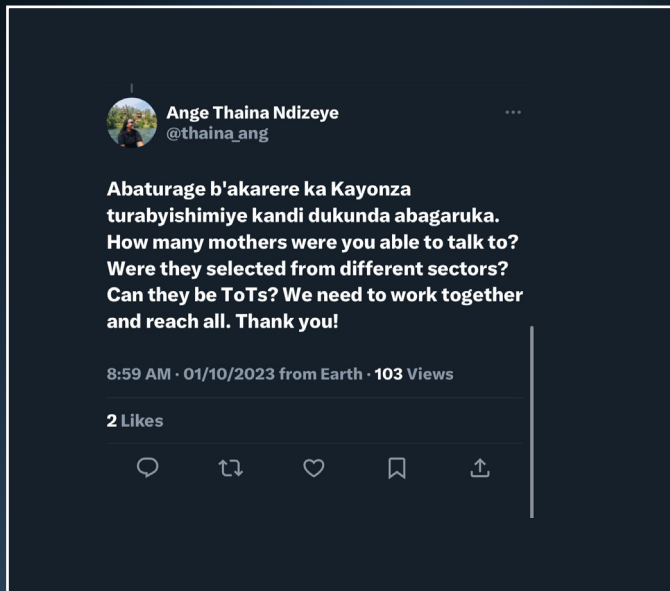 Ange Thaina Ndizeye
@thaina_ang
Abaturage b'akarere ka Kayonza
turabyishimiye kandi dukunda abagaruka.
How many mothers were you able to talk to?
Were they selected from different sectors?
Can they be ToTs? We need to work together
and reach all. Thank you!
8:59 AM · 01/10/2023 from Earth · 103 Views
2 Likes